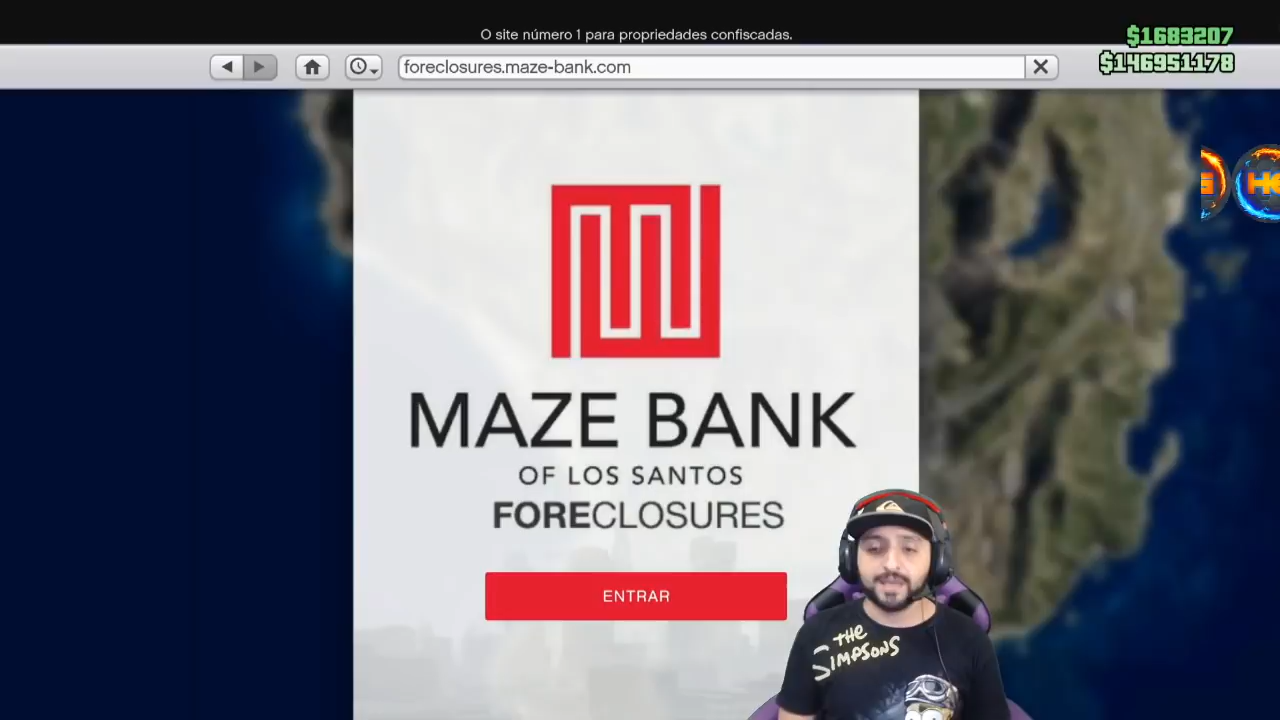 O site número 1 para propriedades confiscadas.
$1683207
$146951178
foreclosures.maze-bank.com
MAZE BANK
OF LOS SANTOS
FORECLOSURES
ENTRAR
THE
SIMPSONS